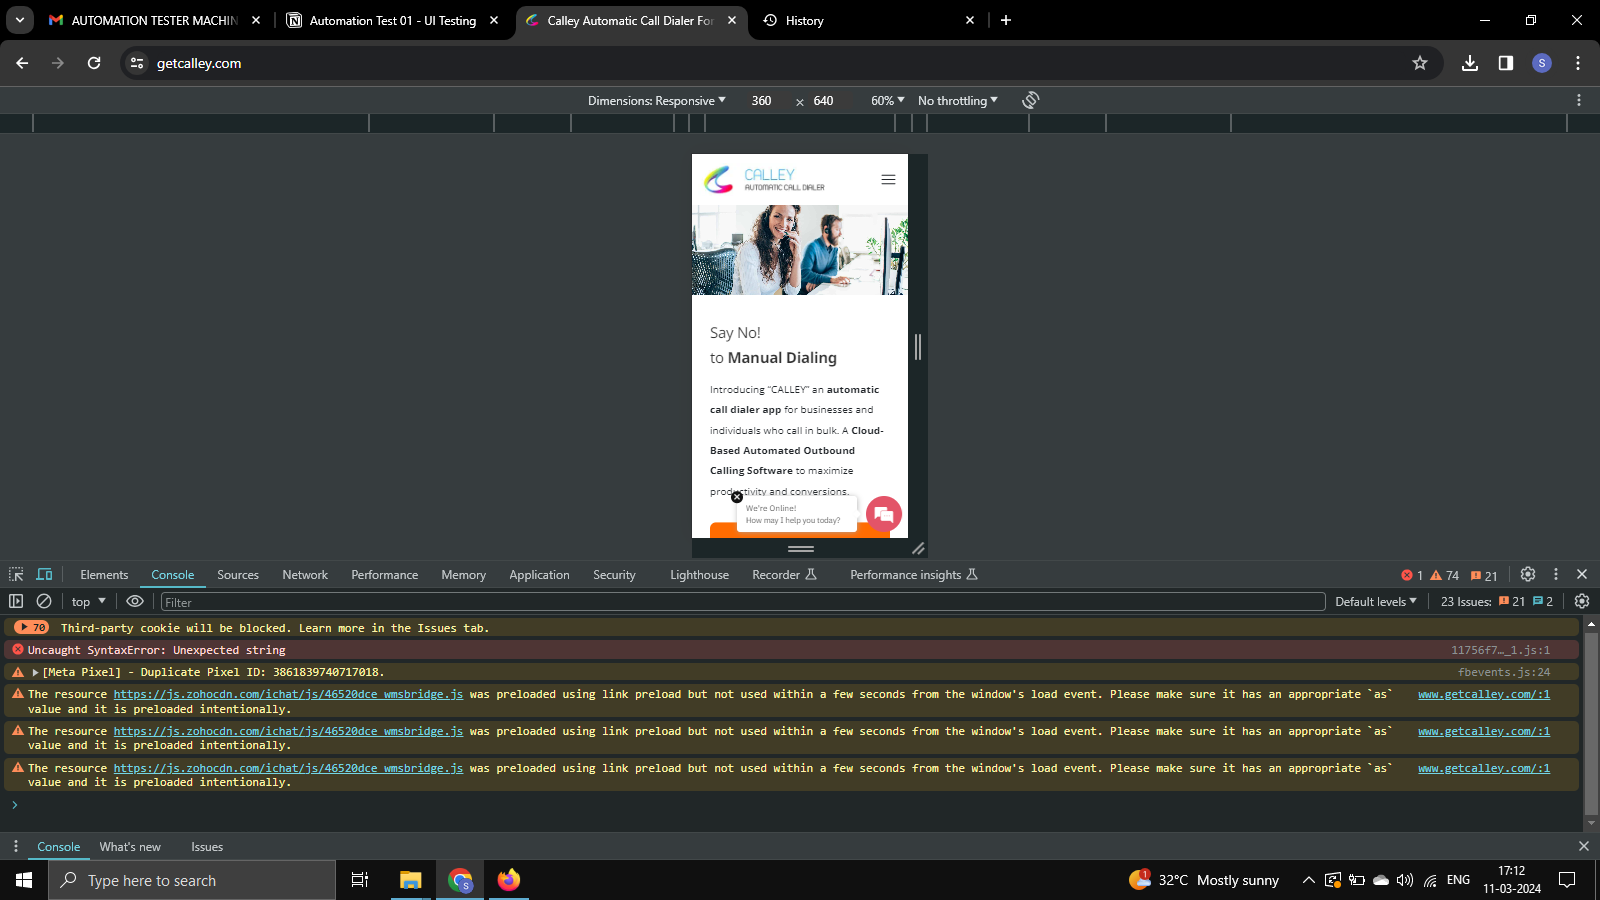 AUTOMATION TESTER MACHIN
Automation Test 01 - UI Testing
Calley Automatic Call Dialer For
History
getcalley.com
S
Dimensions: Responsive
360
×
640
60%
No throttling
CALLEY
AUTOMATIC CALL DIALER
Say No!
to Manual Dialing
Introducing "CALLEY" an automatic
call dialer app for businesses and
individuals who call in bulk. A Cloud-
Based Automated Outbound
Calling Software to maximize
productivity and conversions.
We're Online!
How may I help you today?
Elements
Console
Sources
Network
Performance
Memory
Application
Security
Lighthouse
Recorder
Performance insights
1
74
21
top
Filter
Default levels
23 Issues:
21
2
70 Third-party cookie will be blocked. Learn more in the Issues tab.
Uncaught SyntaxError: Unexpected string
11756f7…_1.js:1
[Meta Pixel] - Duplicate Pixel ID: 3861839740717018.
fbevents.js:24
The resource https://js.zohocdn.com/ichat/js/46520dce_wmsbridge.js was preloaded using link preload but not used within a few seconds from the window's load event. Please make sure it has an appropriate `as`
www.getcalley.com/:1
value and it is preloaded intentionally.
The resource https://js.zohocdn.com/ichat/js/46520dce_wmsbridge.js was preloaded using link preload but not used within a few seconds from the window's load event. Please make sure it has an appropriate `as`
www.getcalley.com/:1
value and it is preloaded intentionally.
The resource https://js.zohocdn.com/ichat/js/46520dce_wmsbridge.js was preloaded using link preload but not used within a few seconds from the window's load event. Please make sure it has an appropriate `as`
www.getcalley.com/:1
value and it is preloaded intentionally.
Console
What's new
Issues
Type here to search
S
1
32°C Mostly sunny
ENG
17:12
11-03-2024